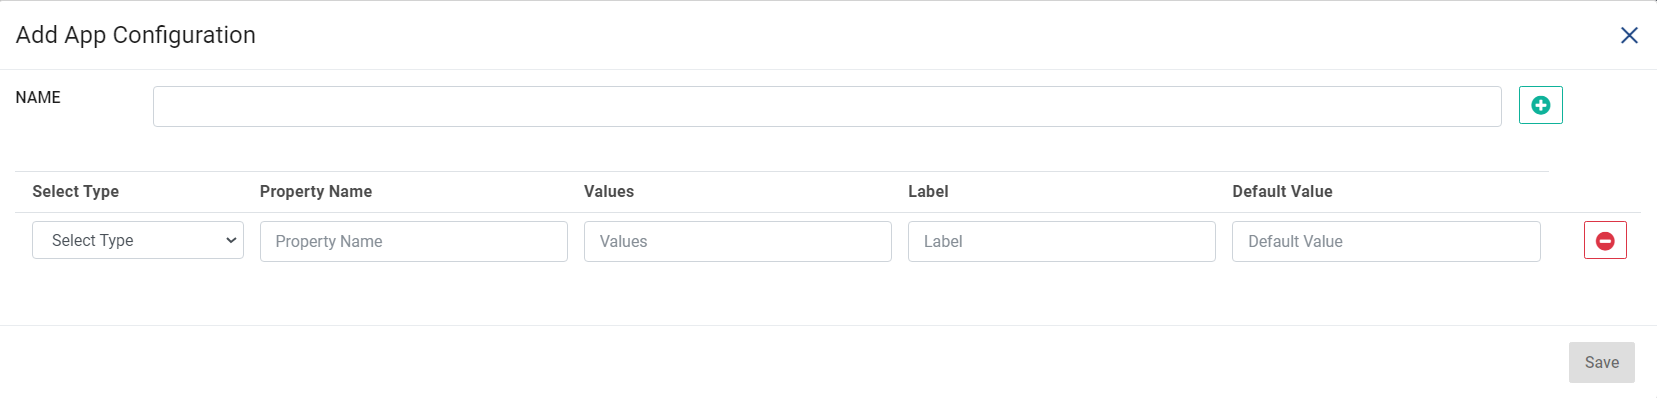 Add App Configuration
NAME
Select Type Property Name Values Label Default Value
Select Type Property Name Values Label Default Value
Save